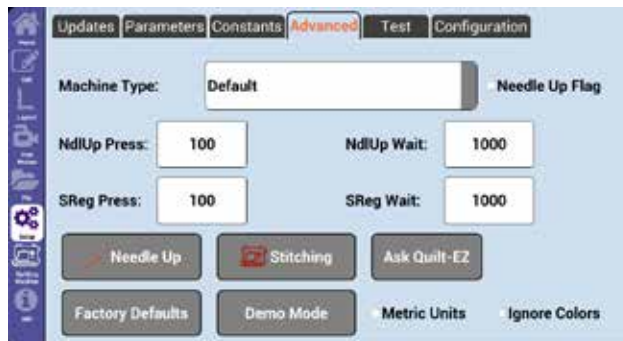 Updates Parameters Constants Advanced Test Configuration
Machine Type: Default Needle Up Flag
NdlUp Press: 100 NdlUp Wait: 1000
SReg Press: 100 SReg Wait: 1000
Needle Up Stitching Ask Quilt-EZ
Factory Defaults Demo Mode Metric Units Ignore Colors